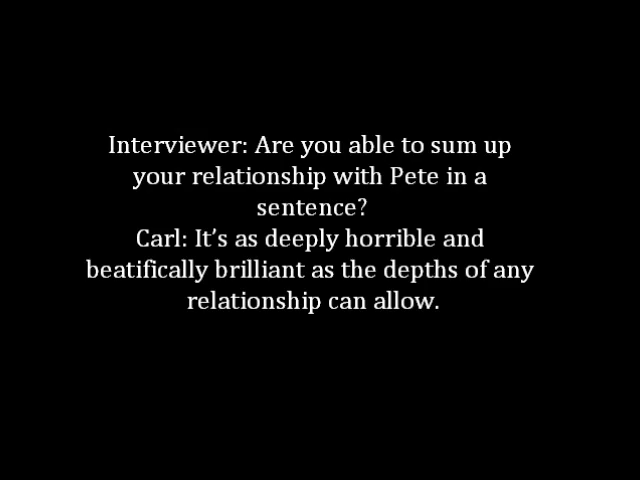 Interviewer: Are you able to sum up
your relationship with Pete in a
sentence?
Carl: It’s as deeply horrible and
beatifically brilliant as the depths of any
relationship can allow.